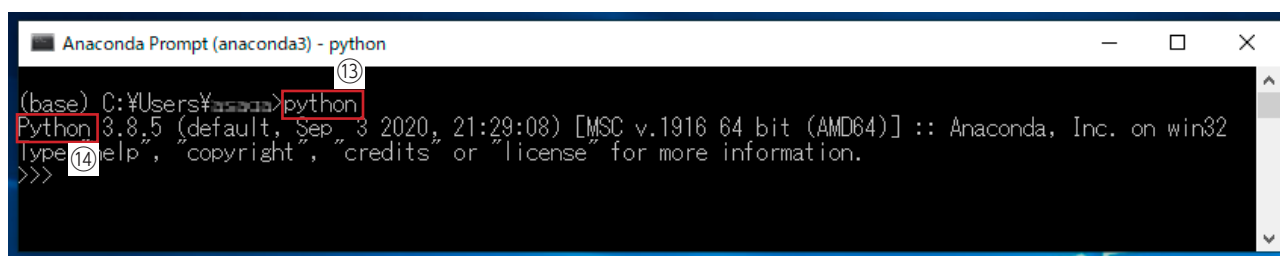 Anaconda Prompt (anaconda3) - python
⑬
(base) C:¥Users¥>python
Python 3.8.5 (default, Sep  3 2020, 21:29:08) [MSC v.1916 64 bit (AMD64)] :: Anaconda, Inc. on win32
Type "help", "copyright", "credits" or "license" for more information.
⑭
>>>